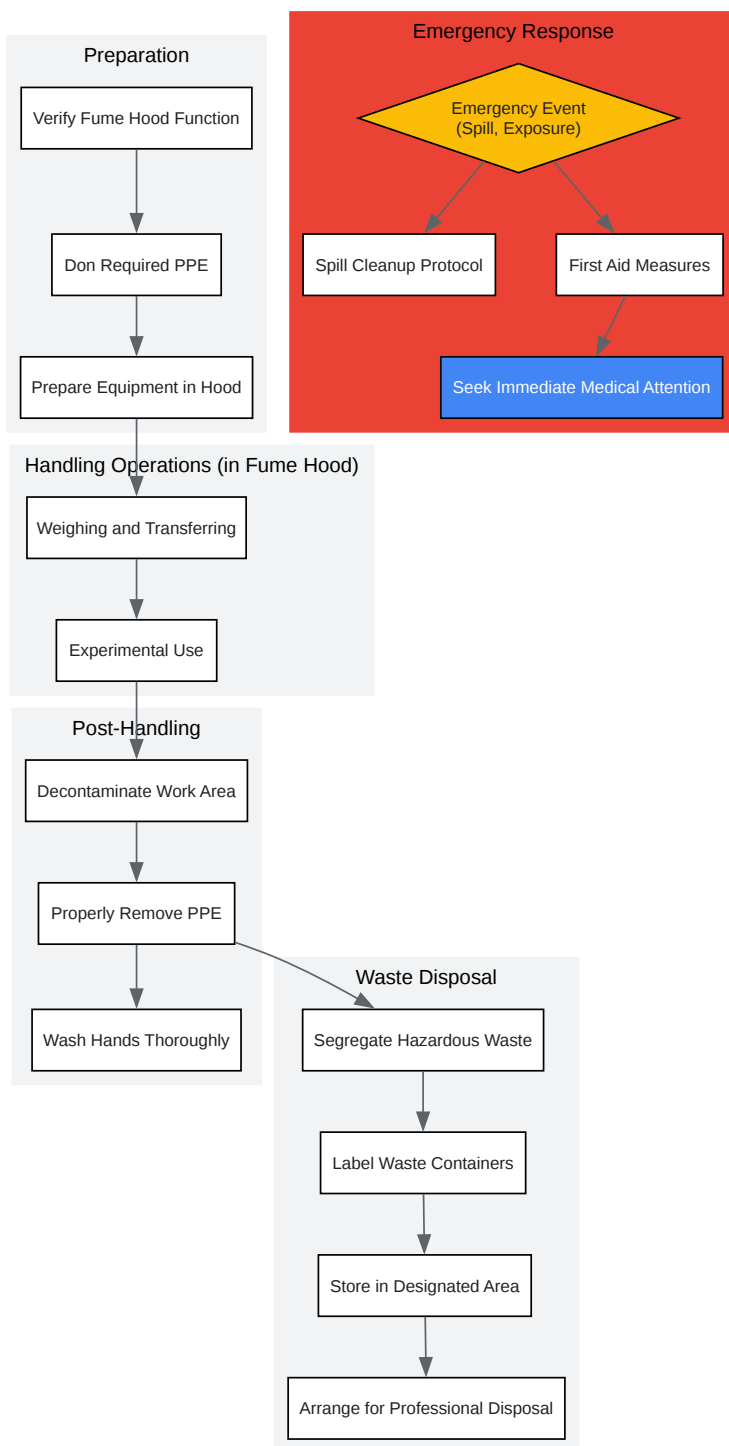 Preparation
Verify Fume Hood Function
Don Required PPE
Prepare Equipment in Hood
Emergency Response
Emergency Event
(Spill, Exposure)
Spill Cleanup Protocol
First Aid Measures
Seek Immediate Medical Attention
Handling Operations (in Fume Hood)
Weighing and Transferring
Experimental Use
Post-Handling
Decontaminate Work Area
Properly Remove PPE
Wash Hands Thoroughly
Waste Disposal
Segregate Hazardous Waste
Label Waste Containers
Store in Designated Area
Arrange for Professional Disposal